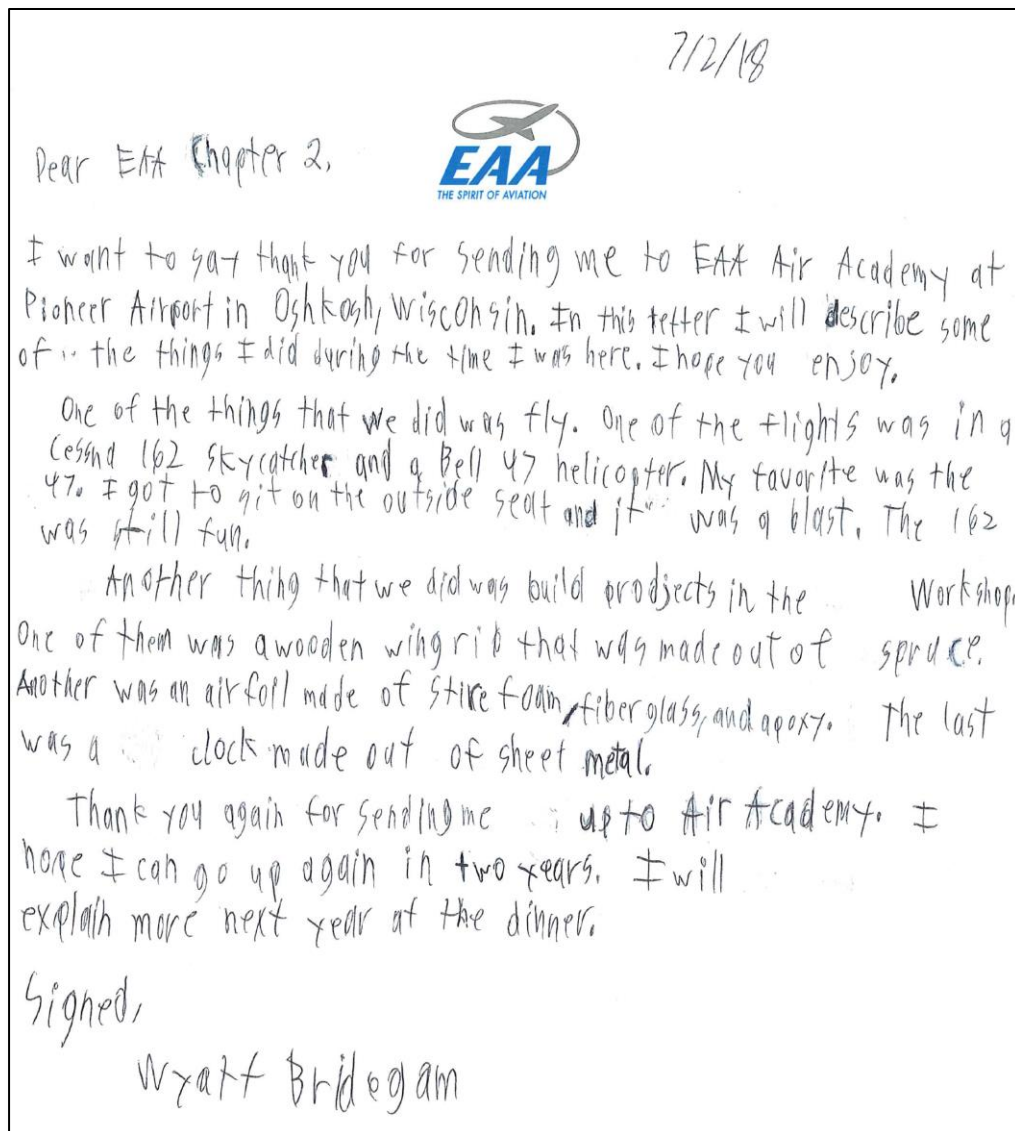 7/2/18
Dear EAA Chapter 2,
EAA
THE SPIRIT OF AVIATION
I want to say thank you for sending me to EAA Air Academy at
Pioneer Airport in Oshkosh, Wisconsin. In this letter I will describe some
of the things I did during the time I was here. I hope you enjoy.
One of the things that we did was fly. One of the flights was in a
Cessna 162 Skycatcher and a Bell 47 helicopter. My favorite was the
47. I got to sit on the outside seat and it was a blast. The 162
was still fun.
Another thing that we did was build prodjects in the Workshop.
One of them was a wooden wing rib that was made out of spruce.
Another was an airfoil made of stire foam, fiber glass, and apoxy. The last
was a clock made out of sheet metal.
Thank you again for sending me up to Air Academy. I
hope I can go up again in two years. I will
explain more next year at the dinner.
Signed,
Wyatt Bridegam